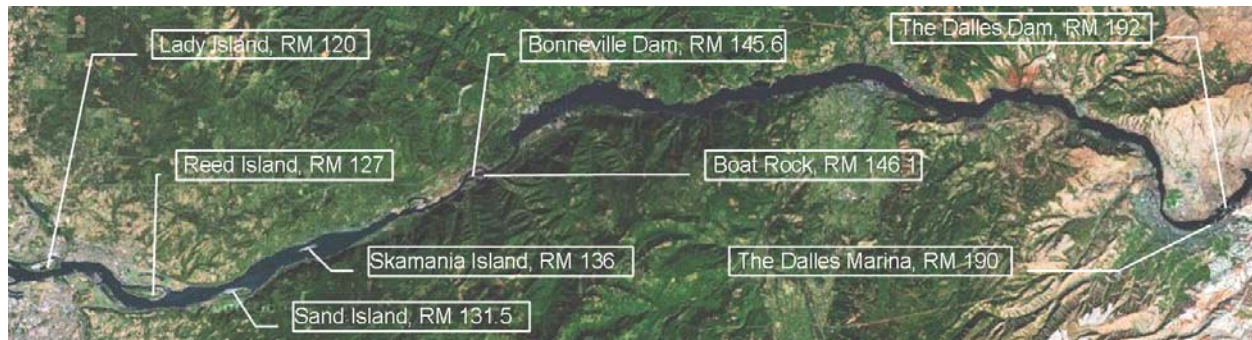 The Dalles Dam, RM 192
Lady Island, RM 120
Bonneville Dam, RM 145.6
Reed Island, RM 127
Boat Rock, RM 146.1
Skamania Island, RM 136
The Dalles Marina, RM 190
Sand Island, RM 131.5